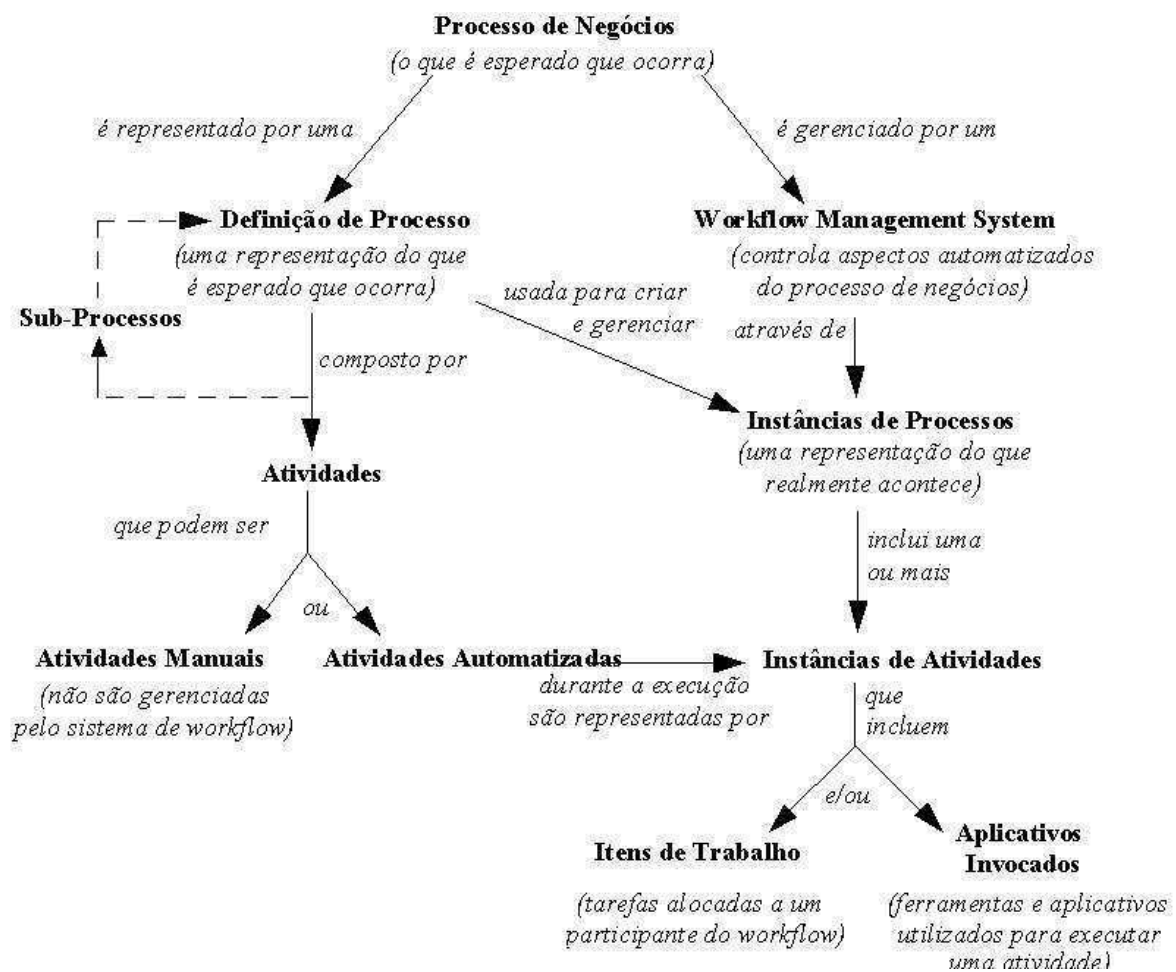 Processo de Negócios
(o que é esperado que ocorra)
é representado por uma
é gerenciado por um
Definição de Processo
(uma representação do que
é esperado que ocorra)
Workflow Management System
(controla aspectos automatizados
do processo de negócios)
Sub-Processos
usada para criar
e gerenciar
composto por
através de
Instâncias de Processos
(uma representação do que
realmente acontece)
Atividades
que podem ser
inclui uma
ou mais
ou
Atividades Manuais
(não são gerenciadas
pelo sistema de workflow)
Atividades Automatizadas
durante a execução
são representadas por
Instâncias de Atividades
que
incluem
e/ou
Itens de Trabalho
(tarefas alocadas a um
participante do workflow)
Aplicativos
Invocados
(ferramentas e aplicativos
utilizados para executar
uma atividade)